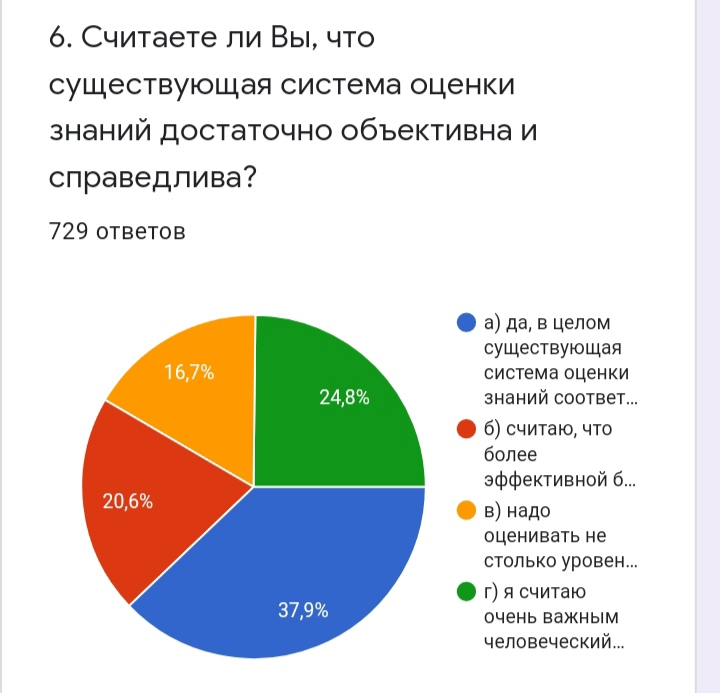 6. Считаете ли Вы, что
существующая система оценки
знаний достаточно объективна и
справедлива?
729 ответов
16,7%
24,8%
20,6%
37,9%
а) да, в целом
существующая
система оценки
знаний соответ...
б) считаю, что
более
эффективной б...
в) надо
оценивать не
столько уровен...
г) я считаю
очень важным
человеческий...